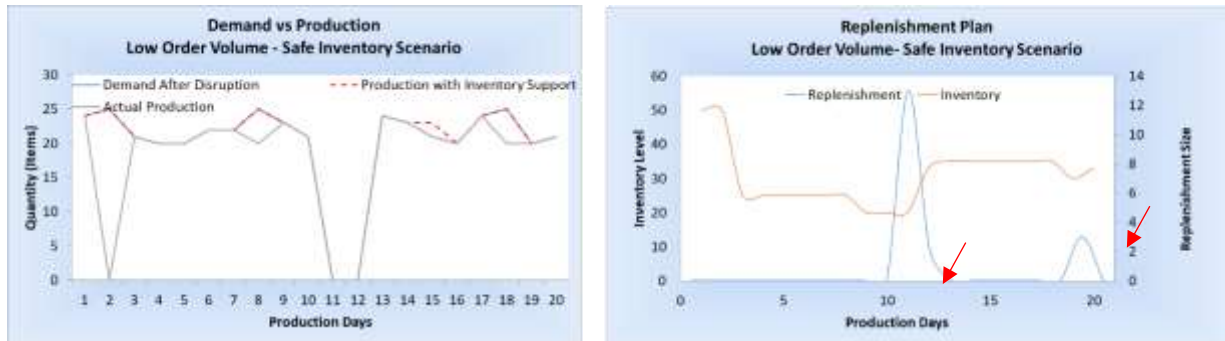 Demand vs Production
Low Order Volume - Safe Inventory Scenario
30
25
20
15
10
5
0
Demand After Disruption
Production with Inventory Support
Actual Production
Quantity (Items)
1 2 3 4 5 6 7 8 9 10 11 12 13 14 15 16 17 18 19 20
Production Days
Replenishment Plan
Low Order Volume- Safe Inventory Scenario
60
50
40
30
20
10
0
Replenishment
Inventory
14
12
10
8
6
4
2
0
Inventory Level
Replenishment Size
0 5 10 15 20
Production Days